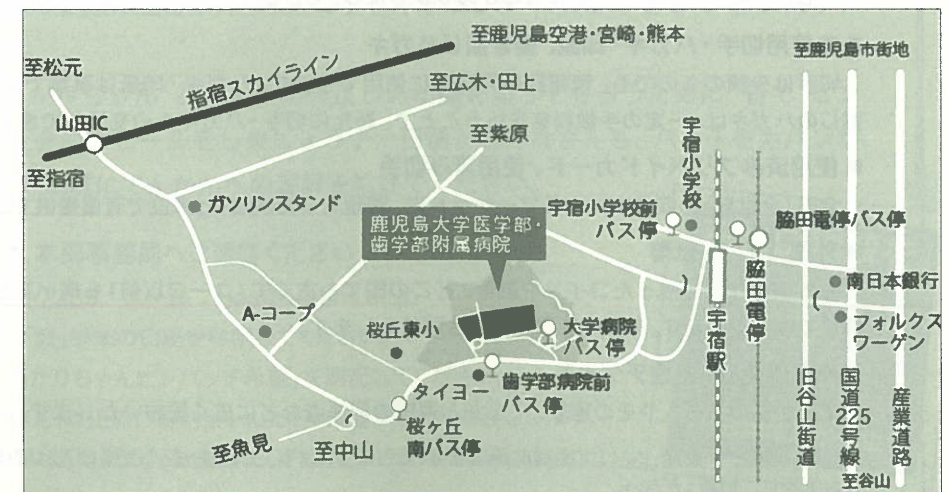 至鹿児島空港・宮崎・熊本
至鹿児島市街地
至松元
指宿スカイライン
至広木・田上
山田IC
至紫原
至指宿
宇宿小学校
ガソリンスタンド
宇宿小学校前
バス停
脇田電停バス停
鹿児島大学医学部・
歯学部附属病院
脇田電停
南日本銀行
A-コープ
桜丘東小
大学病院
バス停
宇宿駅
フォルクス
ワーゲン
タイヨー
歯学部病院前
バス停
旧谷山街道
国道225号線
産業道路
桜ヶ丘
南バス停
至魚見
至中山
至谷山